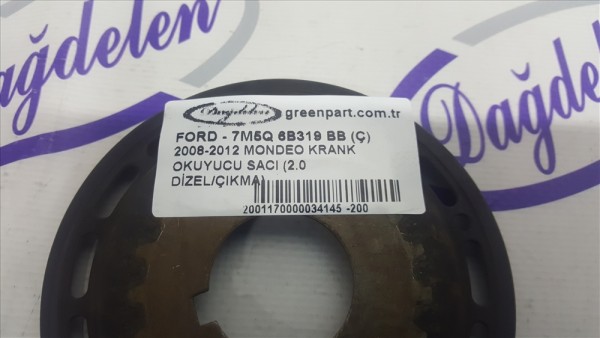 Dağdelen
Dağdelen
Dağdelen greenpart.com.tr
FORD - 7M5Q 6B319 BB (Ç)
2008-2012 MONDEO KRANK
OKUYUCU SACI (2.0
DİZEL/ÇIKMA)
2001170000034145 -200